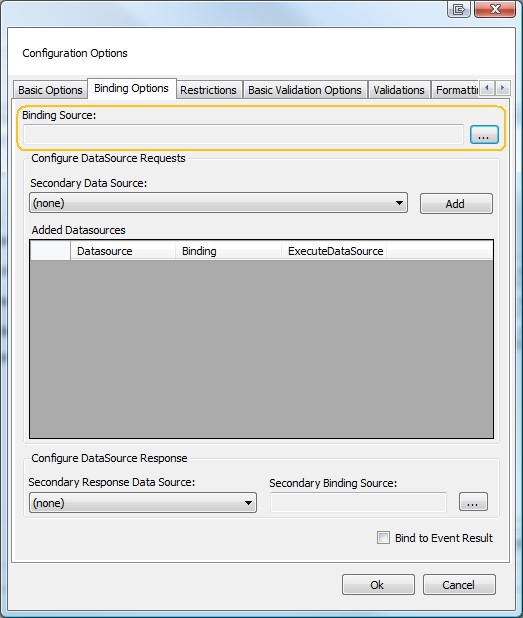 Configuration Options
Basic Options Binding Options Restrictions Basic Validation Options Validations Formattin
Binding Source:
...
Configure DataSource Requests
Secondary Data Source:
(none) Add
Added Datasources
Datasource Binding ExecuteDataSource
Configure DataSource Response
Secondary Response Data Source: Secondary Binding Source:
(none) ...
Bind to Event Result
Ok Cancel